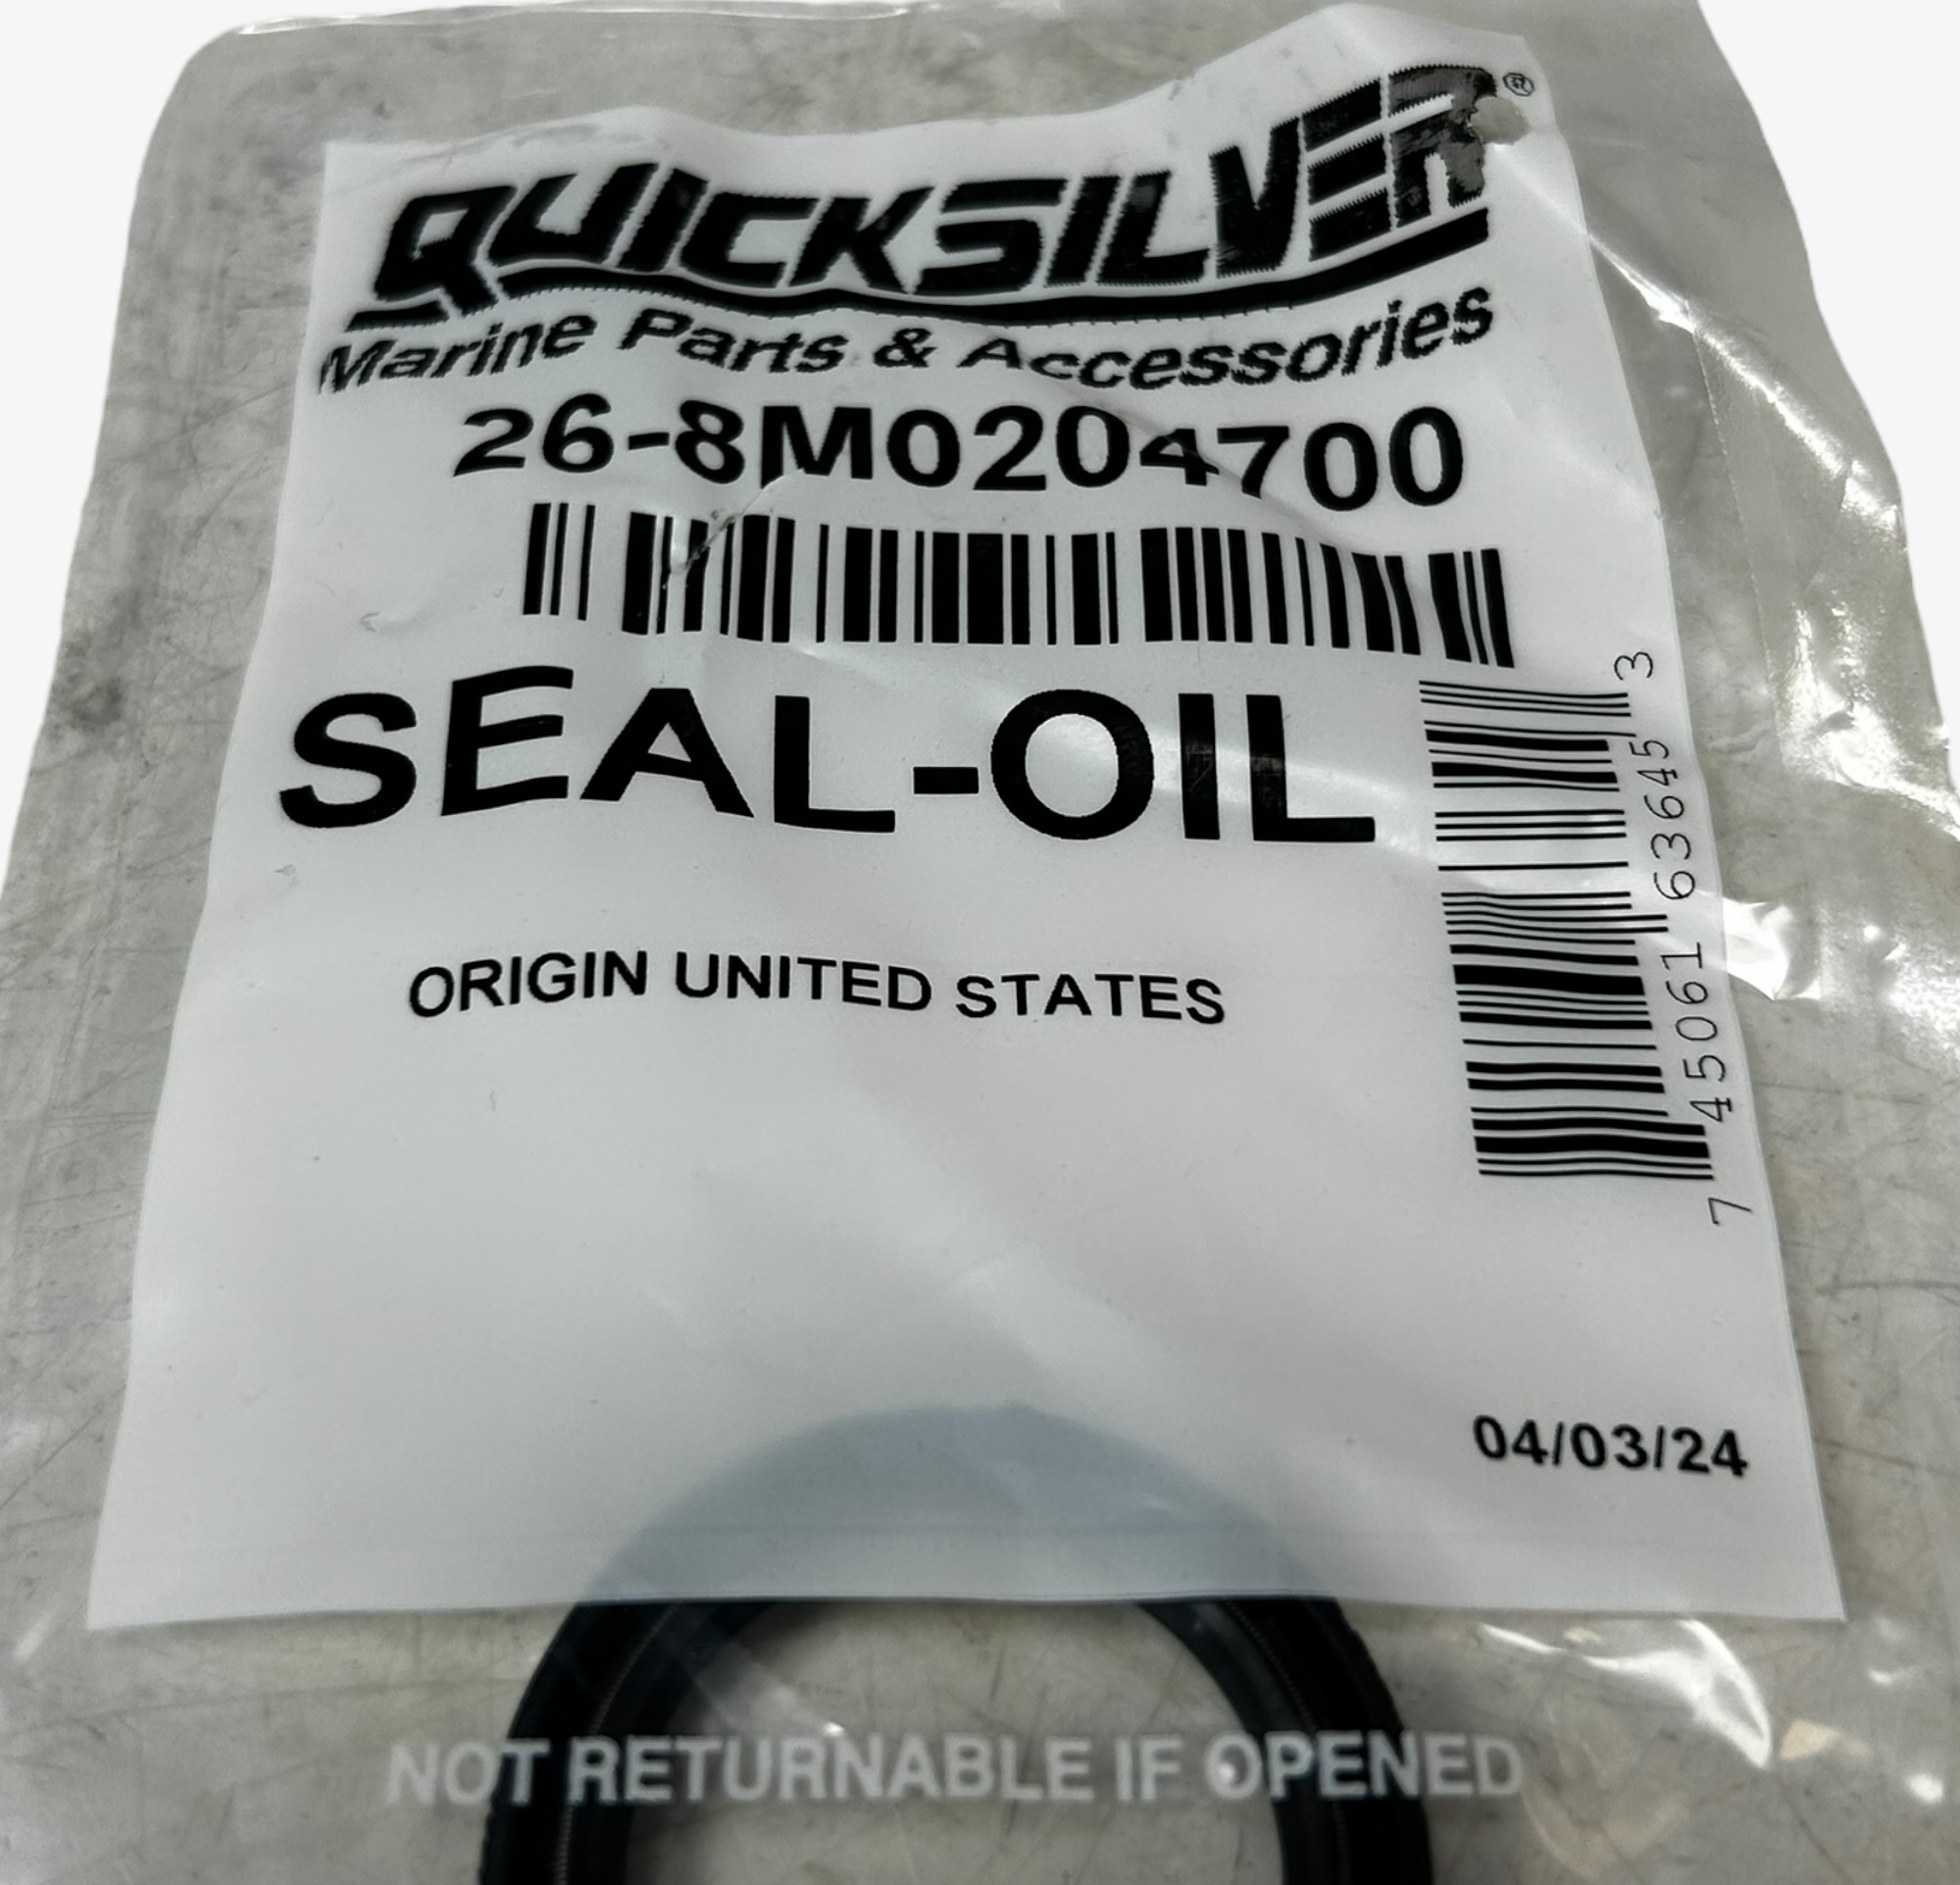 QUICKSILVER®
Marine Parts & Accessories
26-8M0204700
SEAL-OIL
ORIGIN UNITED STATES
7 45061 63645 3
04/03/24
NOT RETURNABLE IF OPENED